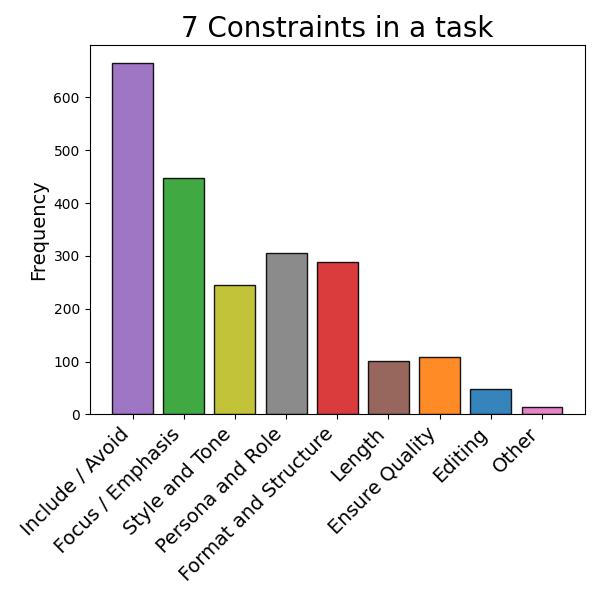 7 Constraints in a task
Frequency
600
500
400
300
200
100
0
Include / Avoid
Focus / Emphasis
Style and Tone
Persona and Role
Format and Structure
Length
Ensure Quality
Editing
Other